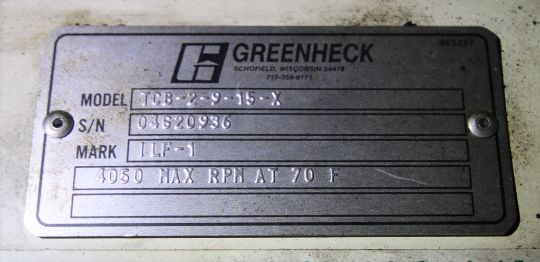 463257
GREENHECK
SCHOFIELD, WISCONSIN 54476
715-359-6171
MODEL TCB-2-9-15-X
S/N 04G20936
MARK ILF-1
4050 MAX RPM AT 70 F